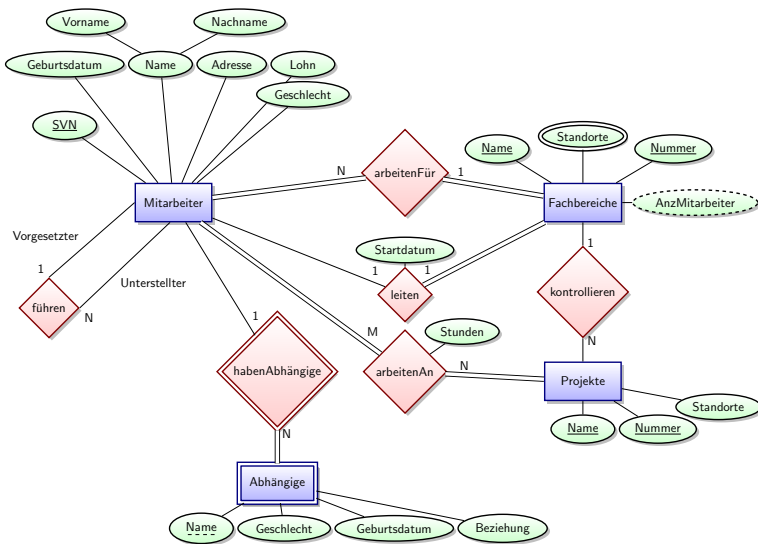 Vorname
Nachname
Geburtsdatum
Name
Adresse
Lohn
Geschlecht
SVN
Mitarbeiter
N
arbeitenFür
1
Name
Standorte
Nummer
Fachbereiche
AnzMitarbeiter
Vorgesetzter
1
führen
N
Unterstellter
Startdatum
1
1
leiten
1
kontrollieren
N
1
habenAbhängige
N
M
Stunden
arbeitenAn
N
Projekte
Standorte
Name
Nummer
Abhängige
Name
Geschlecht
Geburtsdatum
Beziehung